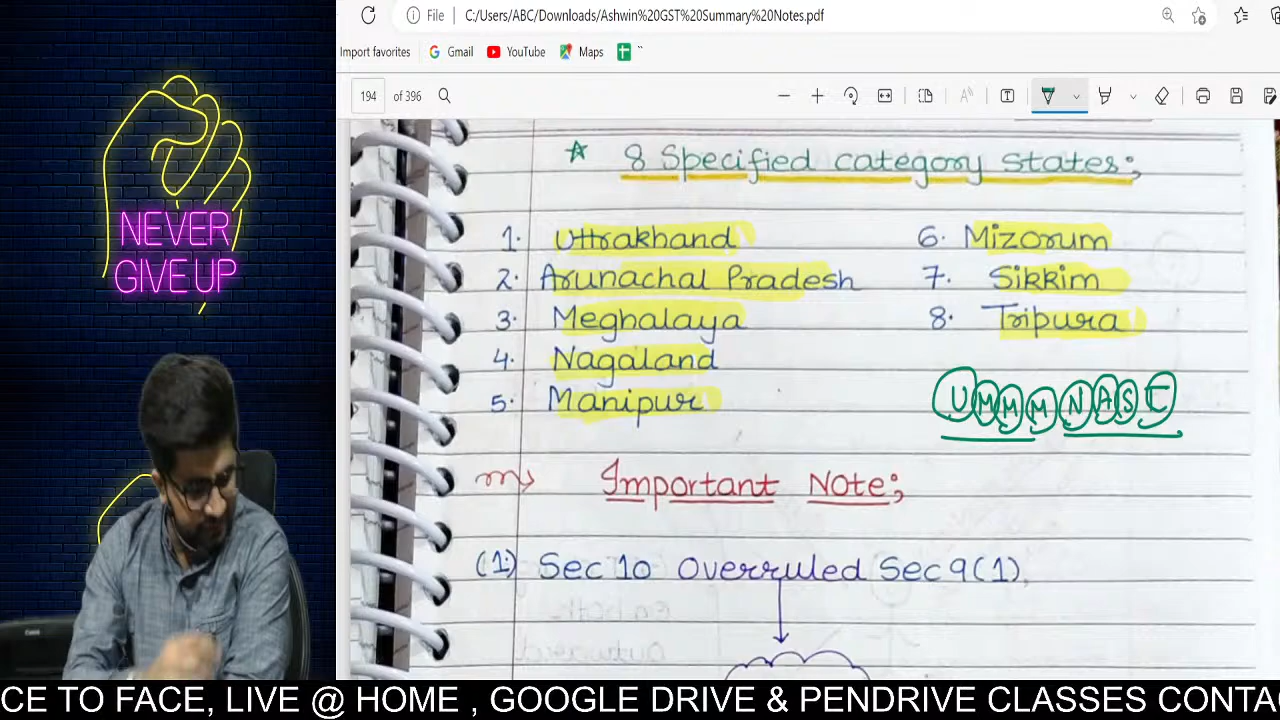 File C:/Users/ABC/Downloads/Ashwin%20GST%20Summary%20Notes.pdf
Import favorites Gmail YouTube Maps
194 of 396
8 Specified category states;
1. Uttrakhand
2. Arunachal Pradesh
3. Meghalaya
4. Nagaland
5. Manipur
6. Mizorum
7. Sikkim
8. Tripura
UMMMNAST
Important Note;
(1) Sec 10 Overruled Sec 9(1)
NEVER
GIVE UP
CE TO FACE, LIVE @ HOME , GOOGLE DRIVE & PENDRIVE CLASSES CONTA